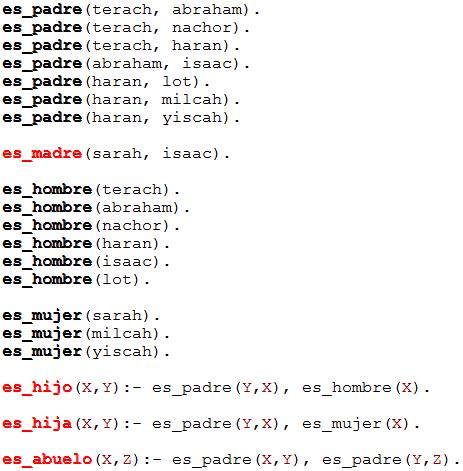 es_padre(terach, abraham).
es_padre(terach, nachor).
es_padre(terach, haran).
es_padre(abraham, isaac).
es_padre(haran, lot).
es_padre(haran, milcah).
es_padre(haran, yiscah).
es_madre(sarah, isaac).
es_hombre(terach).
es_hombre(abraham).
es_hombre(nachor).
es_hombre(haran).
es_hombre(isaac).
es_hombre(lot).
es_mujer(sarah).
es_mujer(milcah).
es_mujer(yiscah).
es_hijo(X,Y):- es_padre(Y,X), es_hombre(X).
es_hija(X,Y):- es_padre(Y,X), es_mujer(X).
es_abuelo(X,Z):- es_padre(X,Y), es_padre(Y,Z).